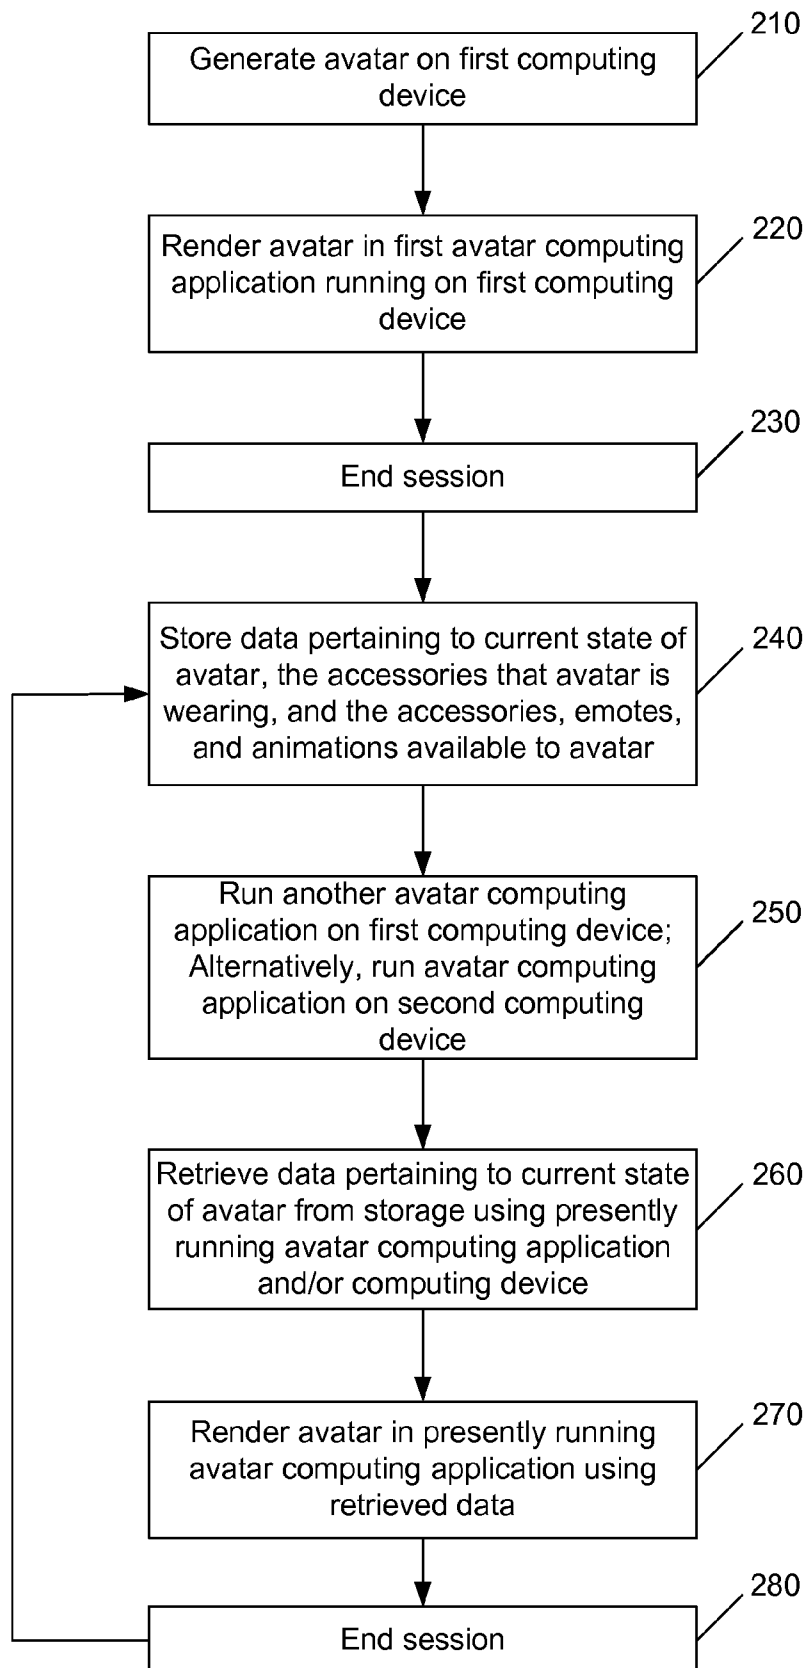 210
Generate avatar on first computing
device
220
Render avatar in first avatar computing
application running on first computing
device
230
End session
240
Store data pertaining to current state of
avatar, the accessories that avatar is
wearing, and the accessories, emotes,
and animations available to avatar
250
Run another avatar computing
application on first computing device;
Alternatively, run avatar computing
application on second computing
device
260
Retrieve data pertaining to current state
of avatar from storage using presently
running avatar computing application
and/or computing device
270
Render avatar in presently running
avatar computing application using
retrieved data
280
End session